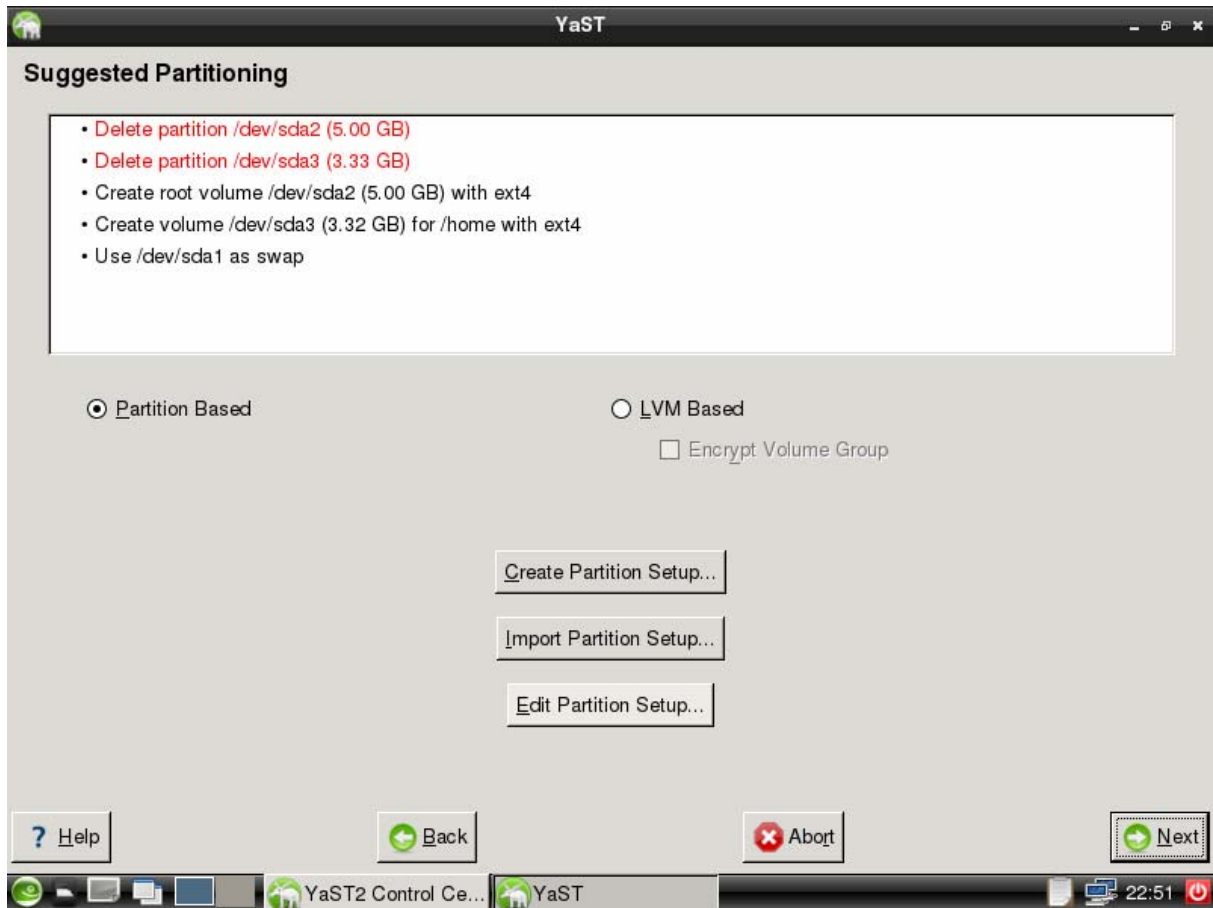 YaST
Suggested Partitioning
• Delete partition /dev/sda2 (5.00 GB)
• Delete partition /dev/sda3 (3.33 GB)
• Create root volume /dev/sda2 (5.00 GB) with ext4
• Create volume /dev/sda3 (3.32 GB) for /home with ext4
• Use /dev/sda1 as swap
Partition Based
LVM Based
Encrypt Volume Group
Create Partition Setup...
Import Partition Setup...
Edit Partition Setup...
? Help
Back
Abort
Next
YaST2 Control Ce...
YaST
22:51